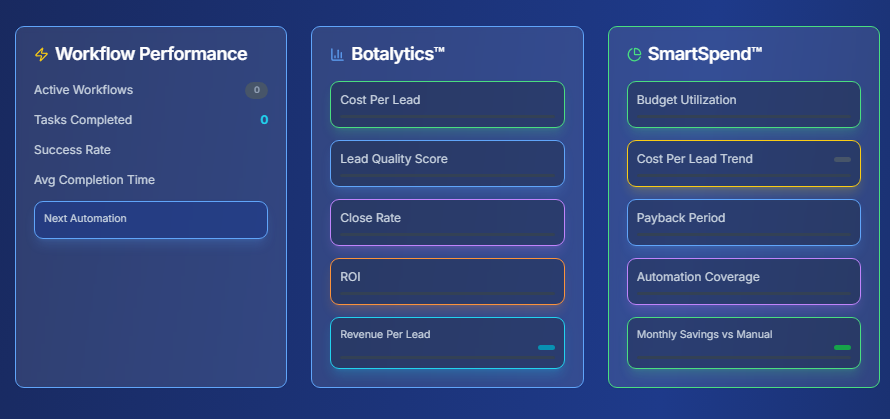 Workflow Performance
Active Workflows 0
Tasks Completed 0
Success Rate
Avg Completion Time
Next Automation
Botalytics™
Cost Per Lead
Lead Quality Score
Close Rate
ROI
Revenue Per Lead
SmartSpend™
Budget Utilization
Cost Per Lead Trend
Payback Period
Automation Coverage
Monthly Savings vs Manual